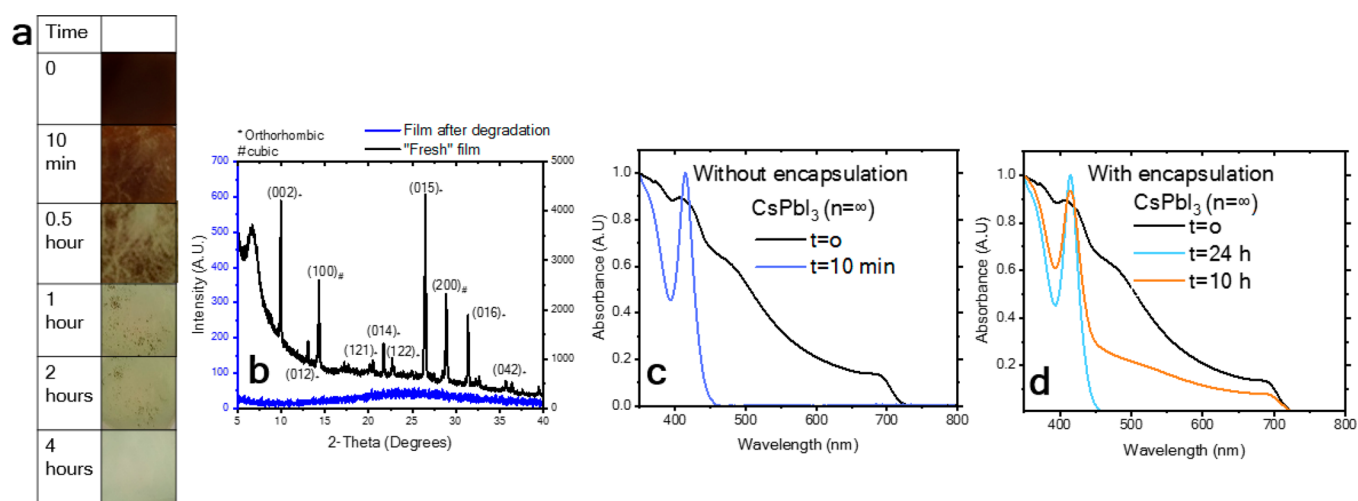 a
Time
0
10
min
0.5
hour
1
hour
2
hours
4
hours
* Orthorhombic
# cubic
Film after degradation
"Fresh" film
700
600
500
400
300
200
100
0
5000
4000
3000
2000
1000
0
(002)-
(100)#
(012)-
(121)-
(014)-
(122)-
(015)-
(200)#
(016)-
(042)-
b
Intensity (A.U.)
5 10 15 20 25 30 35 40
2-Theta (Degrees)
Without encapsulation
CsPbI3 (n=∞)
t=o
t=10 min
c
1.0
0.8
0.6
0.4
0.2
0.0
Absorbance (A.U)
400 500 600 700 800
Wavelength (nm)
With encapsulation
CsPbI3 (n=∞)
t=o
t=24 h
t=10 h
d
1.0
0.8
0.6
0.4
0.2
Absorbance (A.U)
400 500 600 700 800
Wavelength (nm)